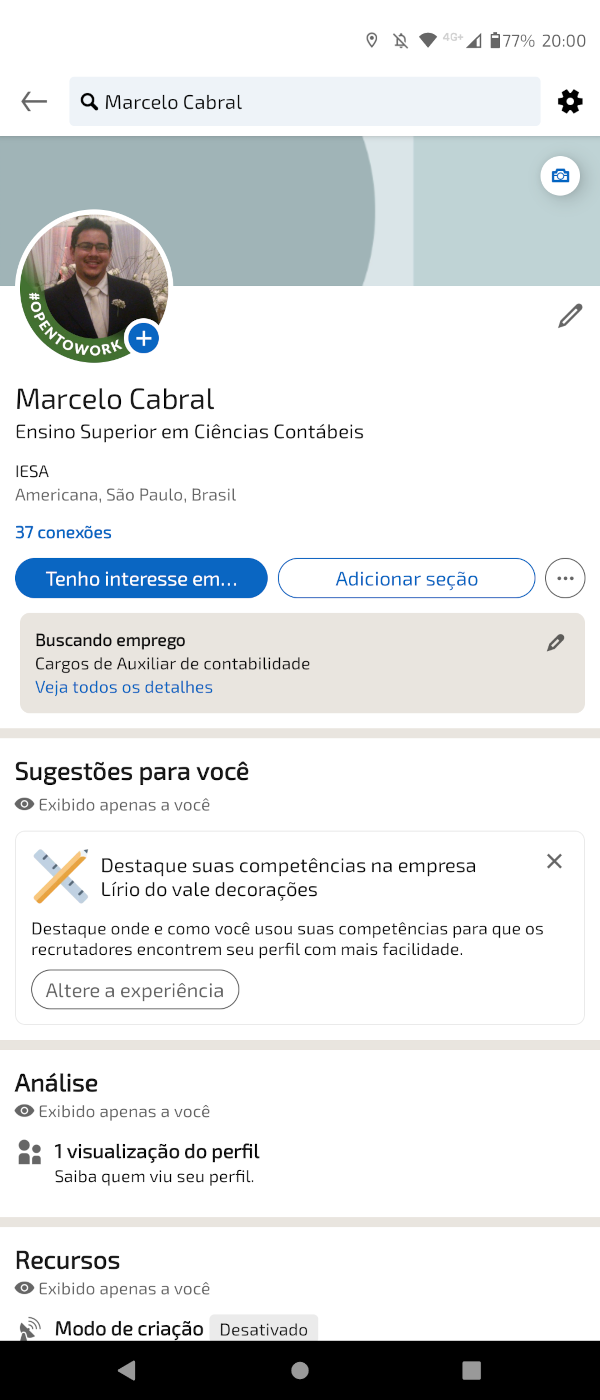 4G+ 77% 20:00
Marcelo Cabral
#OPENTOWORK
Marcelo Cabral
Ensino Superior em Ciências Contábeis
IESA
Americana, São Paulo, Brasil
37 conexões
Tenho interesse em…
Adicionar seção
Buscando emprego
Cargos de Auxiliar de contabilidade
Veja todos os detalhes
Sugestões para você
Exibido apenas a você
Destaque suas competências na empresa
Lírio do vale decorações
Destaque onde e como você usou suas competências para que os
recrutadores encontrem seu perfil com mais facilidade.
Altere a experiência
Análise
Exibido apenas a você
1 visualização do perfil
Saiba quem viu seu perfil.
Recursos
Exibido apenas a você
Modo de criação Desativado